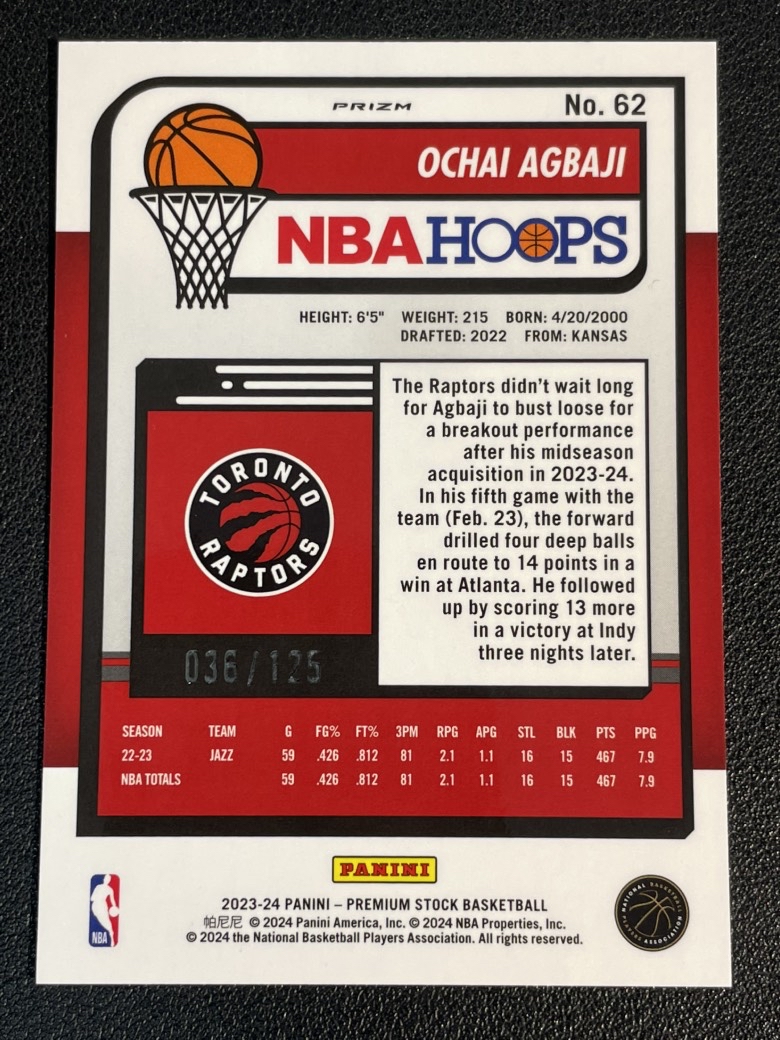 PRIZM
No. 62
OCHAI AGBAJI
NBA HOOPS
HEIGHT: 6'5" WEIGHT: 215 BORN: 4/20/2000
DRAFTED: 2022 FROM: KANSAS
The Raptors didn't wait long
for Agbaji to bust loose for
a breakout performance
after his midseason
acquisition in 2023-24.
In his fifth game with the
team (Feb. 23), the forward
drilled four deep balls
en route to 14 points in a
win at Atlanta. He followed
up by scoring 13 more
in a victory at Indy
three nights later.
TORONTO
RAPTORS
036/125
SEASON TEAM G FG% FT% 3PM RPG APG STL BLK PTS PPG
22-23 JAZZ 59 .426 .812 81 2.1 1.1 16 15 467 7.9
NBA TOTALS 59 .426 .812 81 2.1 1.1 16 15 467 7.9
PANINI
2023-24 PANINI – PREMIUM STOCK BASKETBALL
帕尼尼 © 2024 Panini America, Inc. © 2024 NBA Properties, Inc.
© 2024 the National Basketball Players Association. All rights reserved.
NBA
NATIONAL BASKETBALL
PLAYERS ASSOCIATION